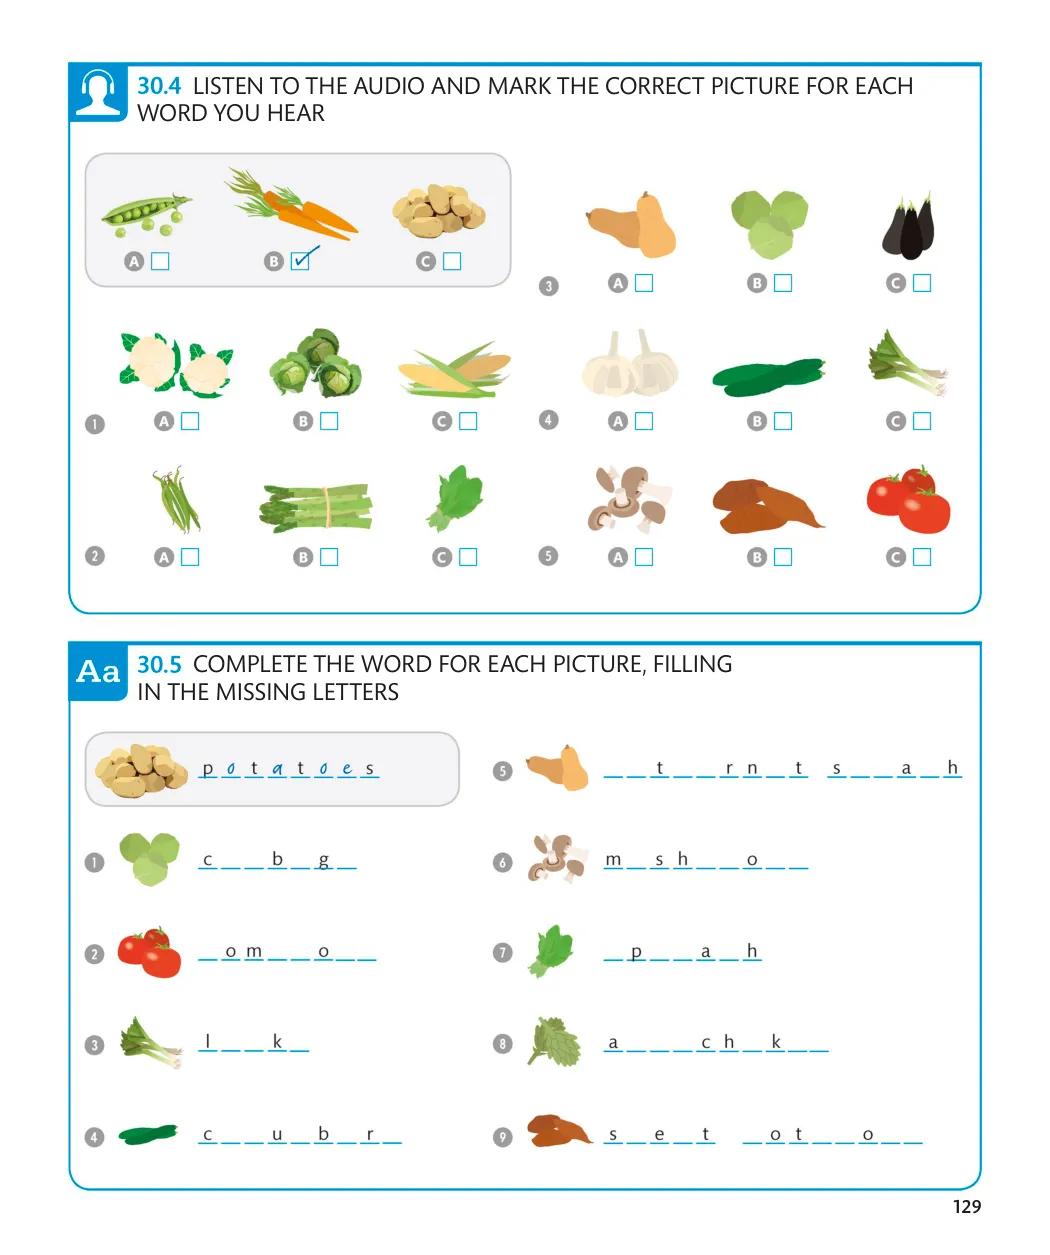 30.4 LISTEN TO THE AUDIO AND MARK THE CORRECT PICTURE FOR EACH
WORD YOU HEAR
A B C
1 A B C
2 A B C
3 A B C
4 A B C
5 A B C
Aa
30.5 COMPLETE THE WORD FOR EACH PICTURE, FILLING
IN THE MISSING LETTERS
p o t a t o e s
1 c _ _ b _ g _
2 _ o m _ _ o _ _
3 l _ _ k _
4 c _ _ u _ b _ r _
5 _ _ t _ _ r n _ t s _ _ a _ h
6 m _ s h _ _ o _ _
7 _ p _ _ a _ h
8 a _ _ _ c h _ k _ _
9 s _ e _ t _ o t _ _ o _ _
129